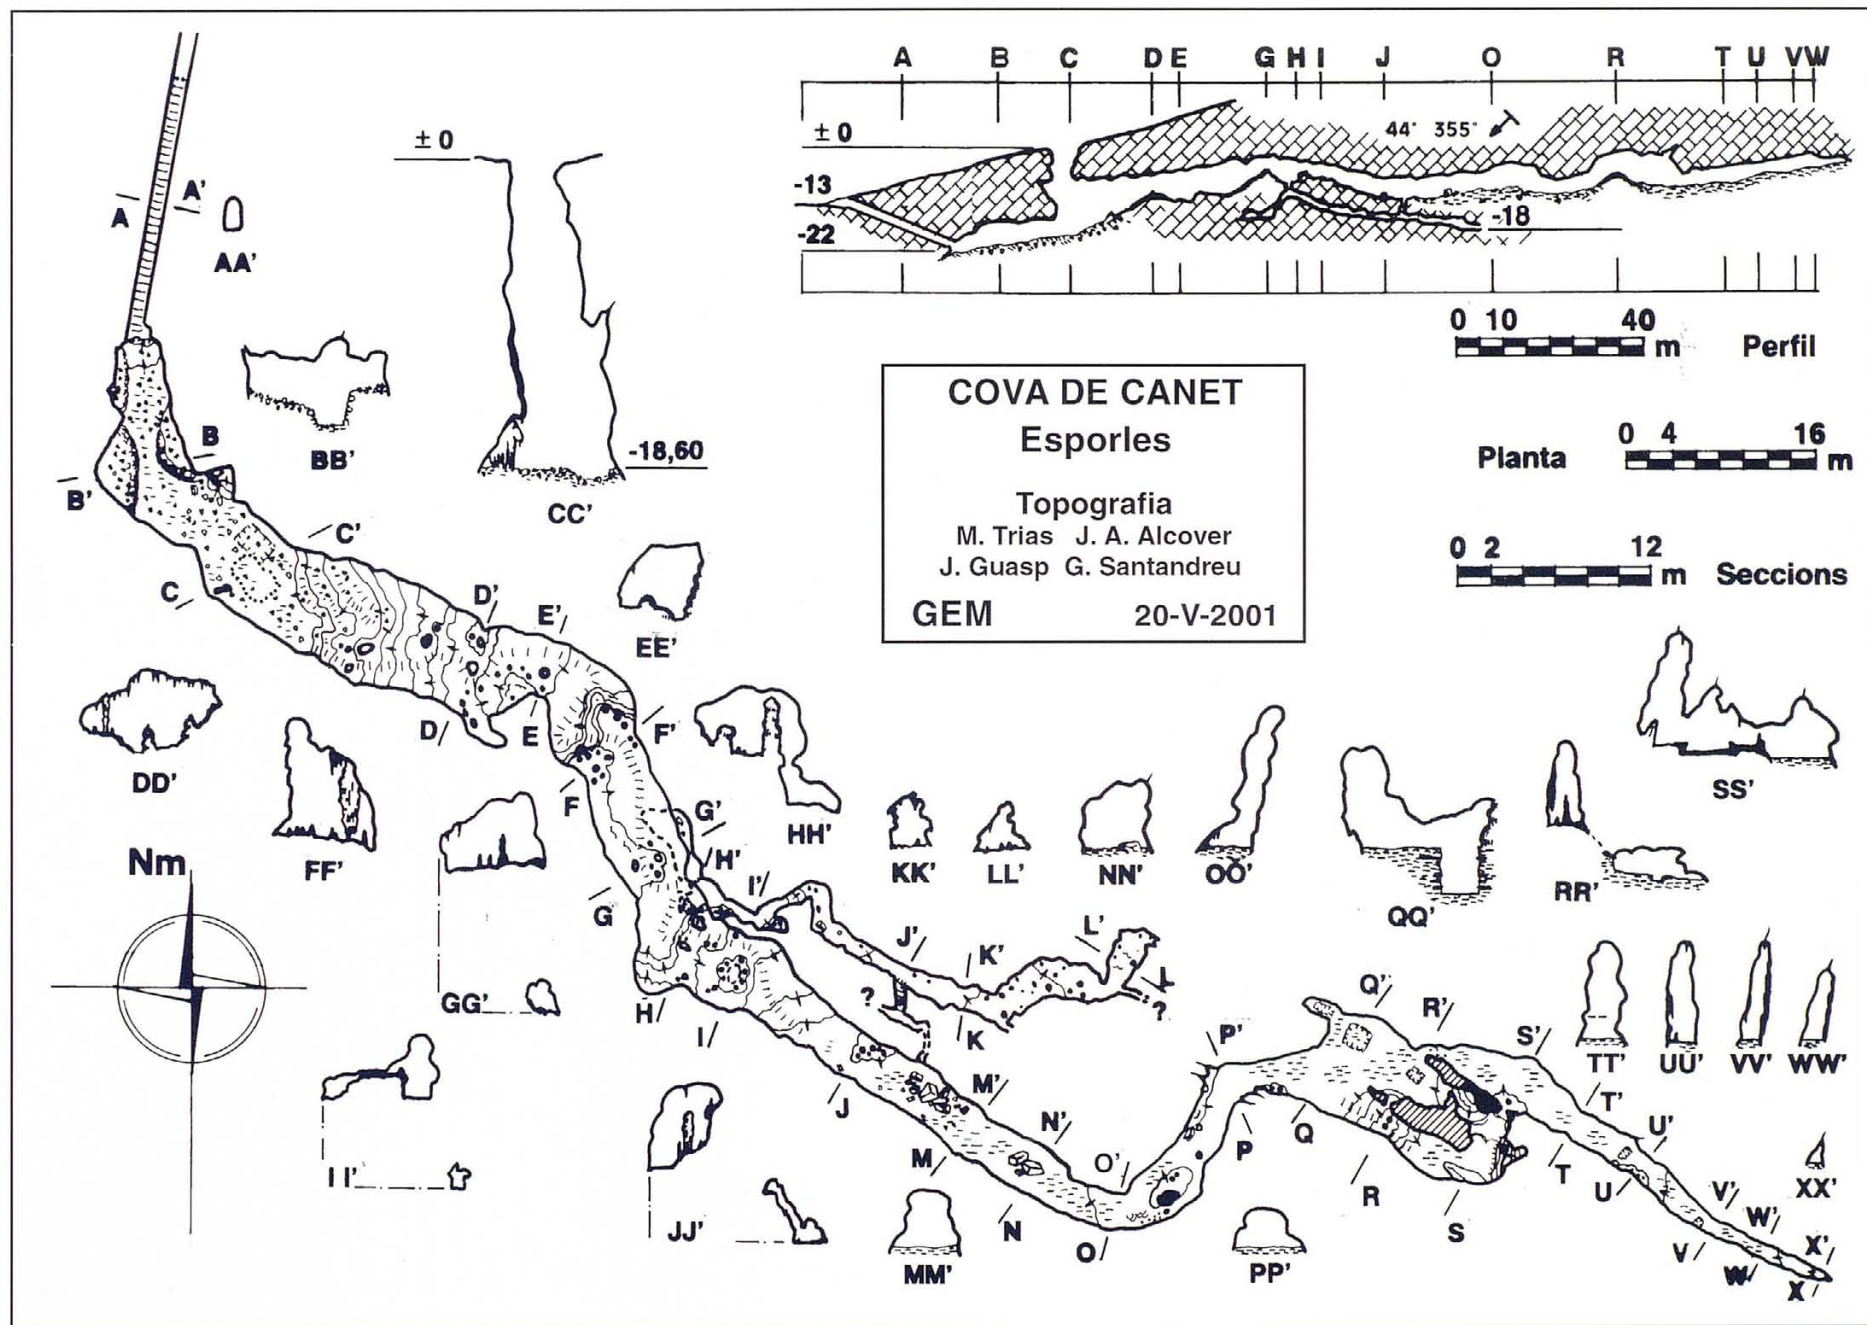 A B C D E G H I J O R T U V W
± 0
44° 355°
-13
-18
-22
0 10 40
m Perfil
0 4 16
Planta m
0 2 12
m Seccions
COVA DE CANET
Esporles
Topografia
M. Trias J. A. Alcover
J. Guasp G. Santandreu
GEM 20-V-2001
± 0
-18,60
CC'
A A'
AA'
BB'
B
B'
C'
C
D'
E'
EE'
D
E
F'
DD'
F
FF'
Nm
G'
H'
HH'
I'
G
GG'
H
I
II'
J'
K'
L'
L
?
?
K
KK'
LL'
NN'
OO'
QQ'
RR'
SS'
J
JJ'
M'
M
MM'
N'
N
O'
O
P'
P
PP'
Q'
Q
R'
R
S'
S
TT'
UU'
VV'
WW'
T'
T
U'
U
V'
V
W'
W
XX'
X'
X